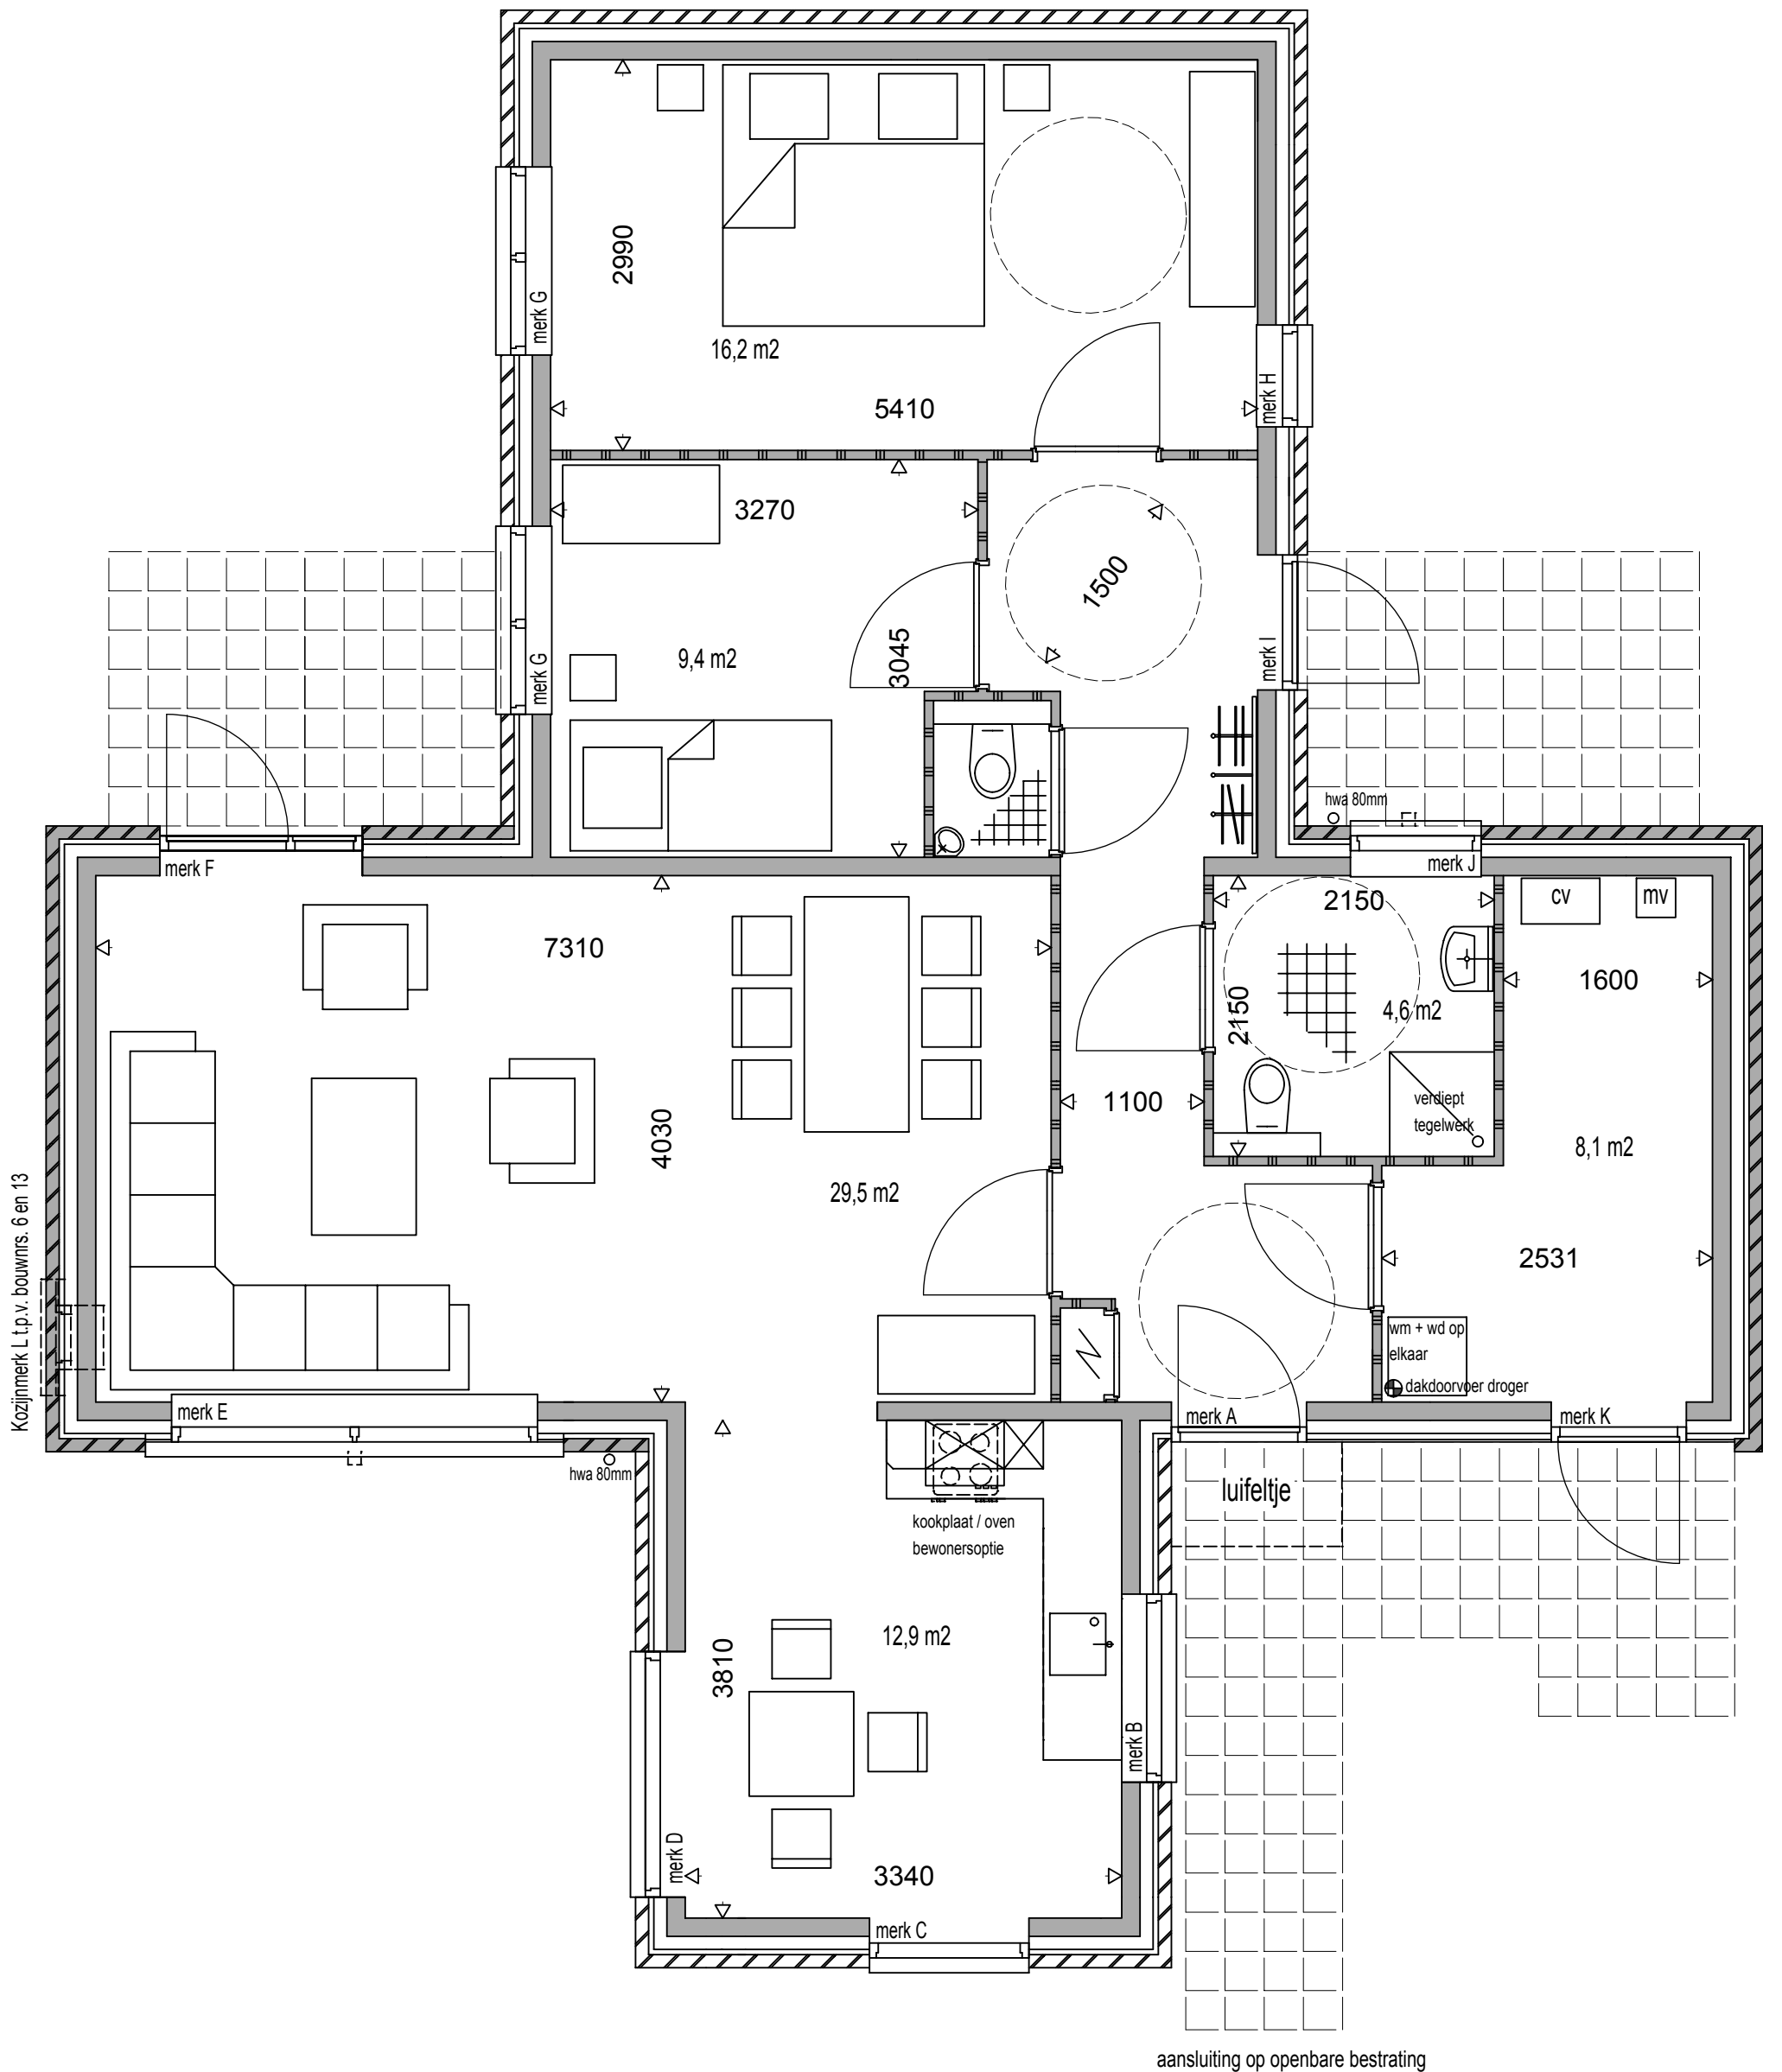 2990
merk G
16,2 m2
5410
merk H
3270
1500
3045
9,4 m2
merk G
merk I
hwa 80mm
merk F
merk J
2150
cv
mv
7310
1600
2150
4,6 m2
1100
4030
verdiept
tegelwerk
8,1 m2
29,5 m2
Kozijnmerk L t.p.v. bouwnrs. 6 en 13
2531
wm + wd op
elkaar
dakdoorvoer droger
merk E
merk A
merk K
hwa 80mm
luifeltje
kookplaat / oven
bewonersoptie
12,9 m2
3810
merk B
merk D
3340
merk C
aansluiting op openbare bestrating